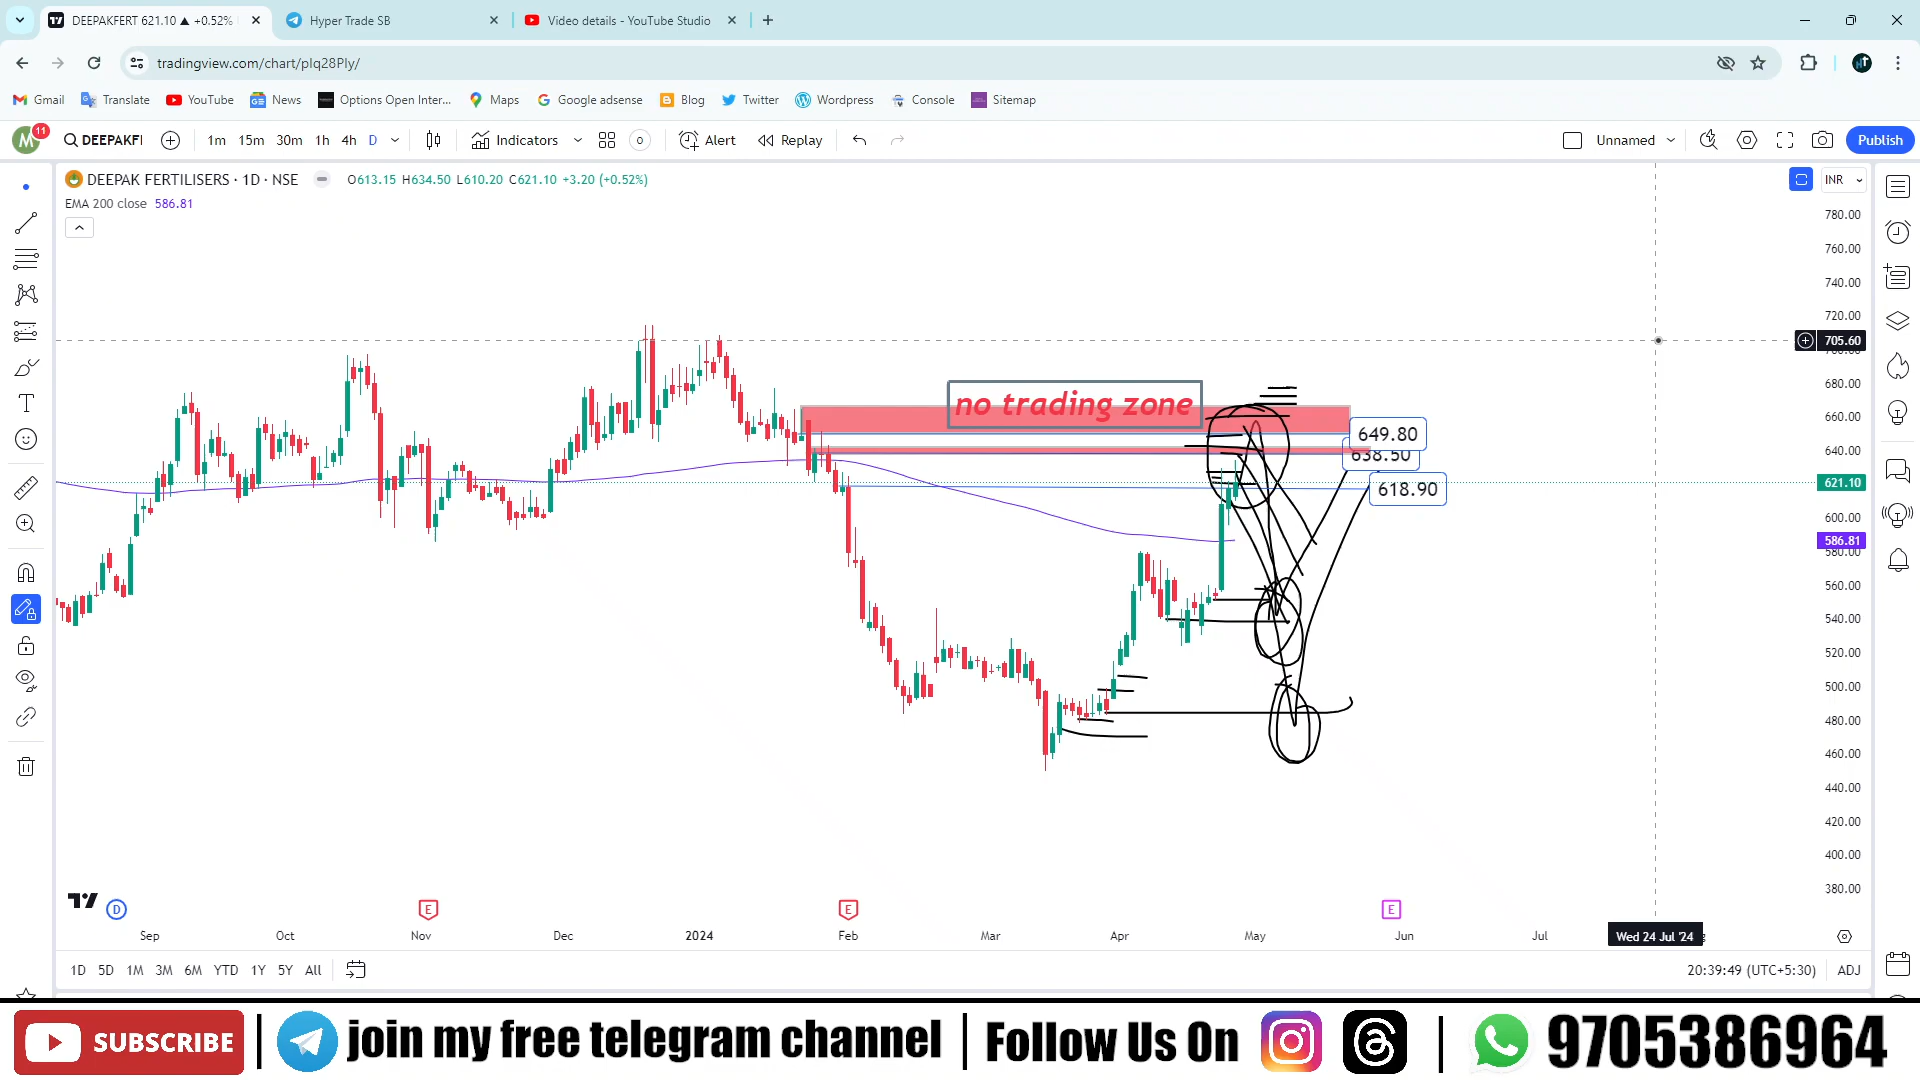 DEEPAKFERT 621.10 ▲ +0.52%
Hyper Trade SB
Video details - YouTube Studio
tradingview.com/chart/plq28Ply/
Gmail Translate YouTube News Options Open Inter... Maps Google adsense Blog Twitter Wordpress Console Sitemap
M 11 DEEPAKFI 1m 15m 30m 1h 4h D Indicators Alert Replay Unnamed Publish
DEEPAK FERTILISERS · 1D · NSE O613.15 H634.50 L610.20 C621.10 +3.20 (+0.52%)
INR
EMA 200 close 586.81
780.00
760.00
740.00
720.00
705.60
680.00
no trading zone
660.00
649.80
640.00
638.50
621.10
618.90
600.00
586.81
580.00
560.00
540.00
520.00
500.00
480.00
460.00
440.00
420.00
400.00
380.00
D E E E
Sep Oct Nov Dec 2024 Feb Mar Apr May Jun Jul Wed 24 Jul '24
1D 5D 1M 3M 6M YTD 1Y 5Y All 20:39:49 (UTC+5:30) ADJ
SUBSCRIBE join my free telegram channel Follow Us On 9705386964